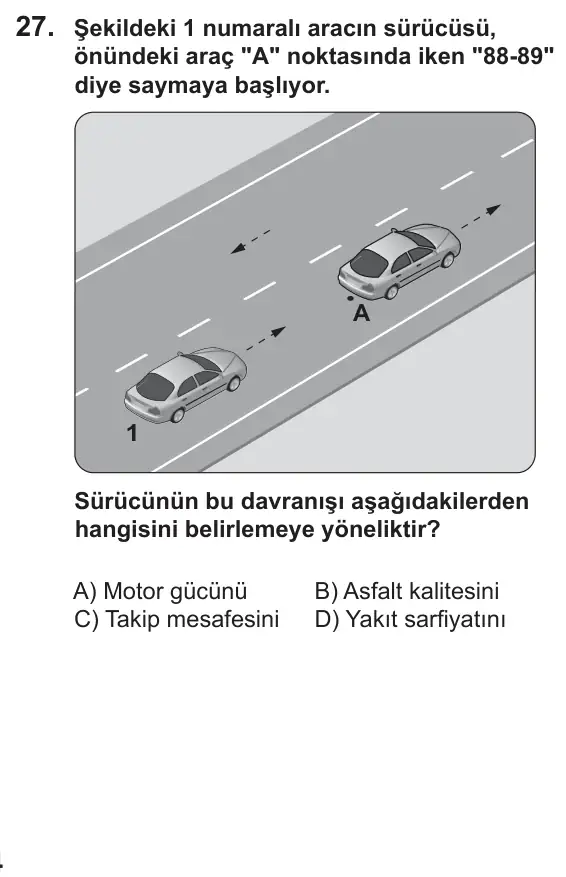 27. Şekildeki 1 numaralı aracın sürücüsü,
önündeki araç "A" noktasında iken "88-89"
diye saymaya başlıyor.
A
1
Sürücünün bu davranışı aşağıdakilerden
hangisini belirlemeye yöneliktir?
A) Motor gücünü B) Asfalt kalitesini
C) Takip mesafesini D) Yakıt sarfiyatını